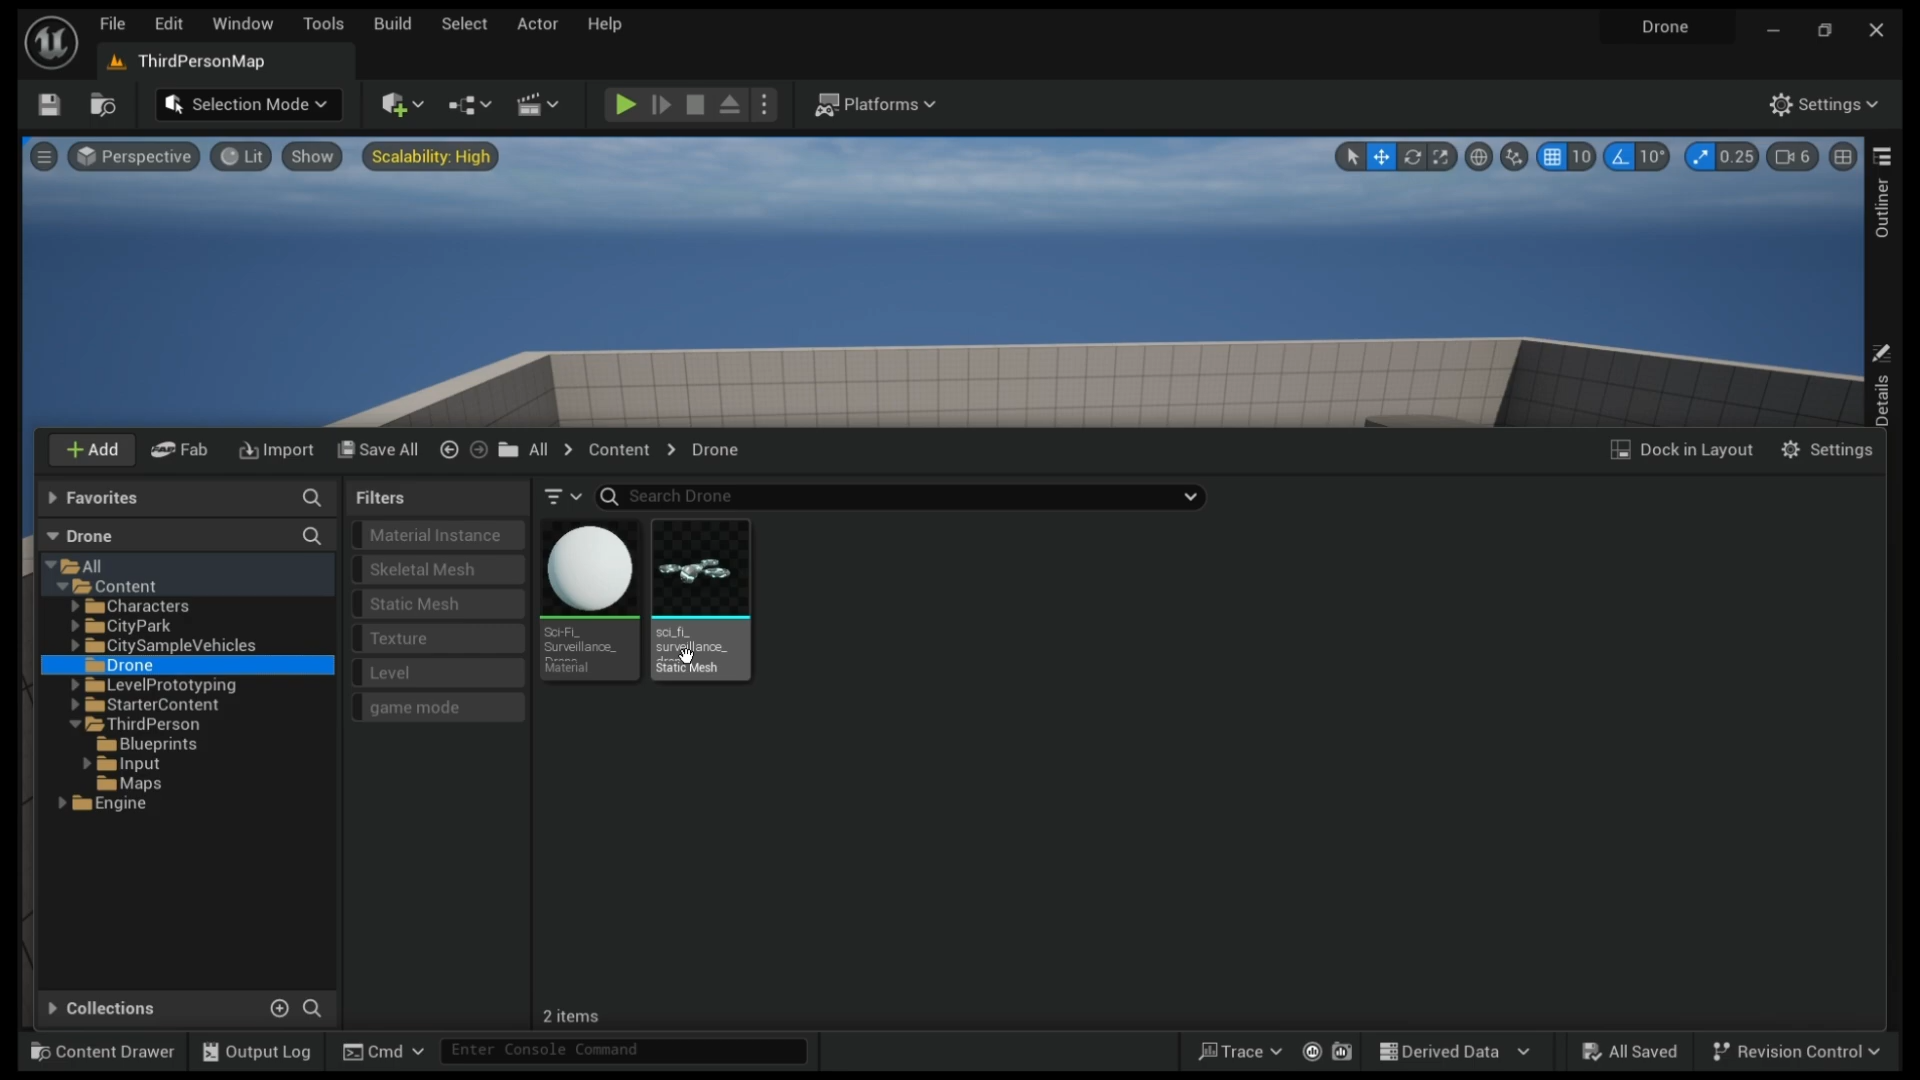 File Edit Window Tools Build Select Actor Help
Drone
ThirdPersonMap
Selection Mode
Platforms
Settings
Perspective Lit Show Scalability: High
10 10° 0.25 6
Outliner
Details
Add Fab Import Save All All > Content > Drone
Dock in Layout Settings
Favorites
Filters
Search Drone
Drone
All
Content
Characters
CityPark
CitySampleVehicles
Drone
LevelPrototyping
StarterContent
ThirdPerson
Blueprints
Input
Maps
Engine
Material Instance
Skeletal Mesh
Static Mesh
Texture
Level
game mode
Sci-Fi_
Surveillance_
Material
sci_fi_
surveillance_
Static Mesh
Collections
2 items
Content Drawer Output Log Cmd Enter Console Command
Trace Derived Data All Saved Revision Control